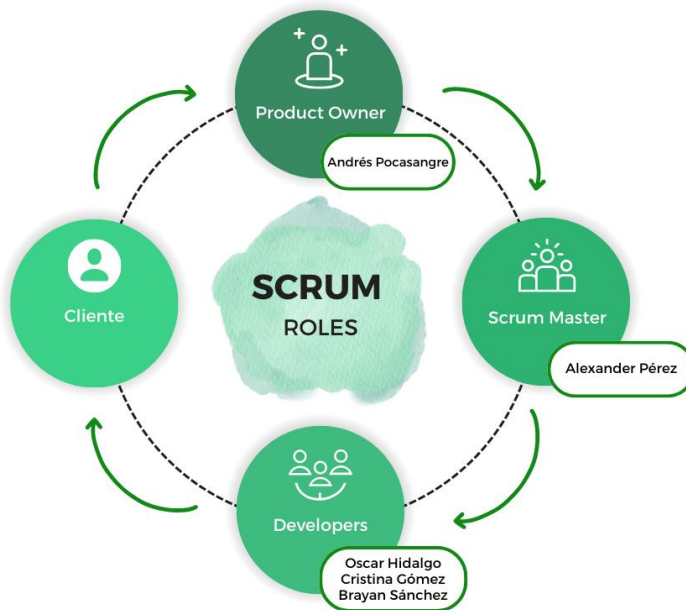 Product Owner
Andrés Pocasangre
SCRUM
ROLES
Cliente
Scrum Master
Alexander Pérez
Developers
Oscar Hidalgo
Cristina Gómez
Brayan Sánchez